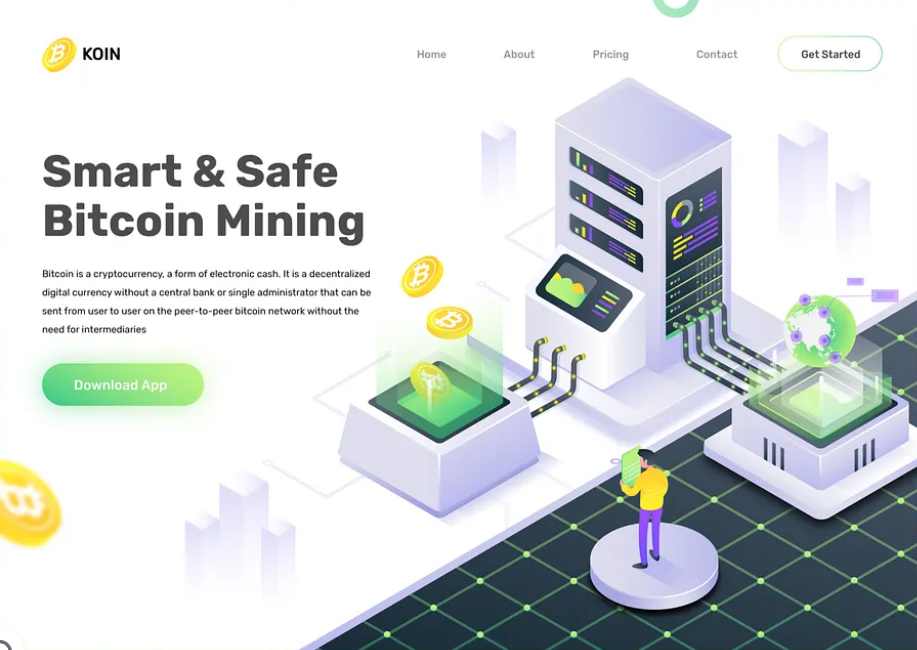 KOIN
Home
About
Pricing
Contact
Get Started
Smart & Safe
Bitcoin Mining
Bitcoin is a cryptocurrency, a form of electronic cash. It is a decentralized
digital currency without a central bank or single administrator that can be
sent from user to user on the peer-to-peer bitcoin network without the
need for intermediaries
Download App